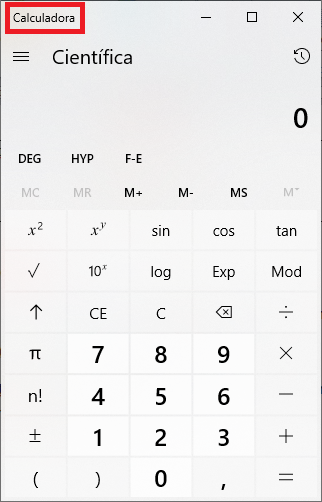 Calculadora
Científica
0
DEG HYP F-E
MC MR M+ M- MS M˅
x² xʸ sin cos tan
√ 10ˣ log Exp Mod
↑ CE C ⌫ ÷
π 7 8 9 ×
n! 4 5 6 −
± 1 2 3 +
( ) 0 , =